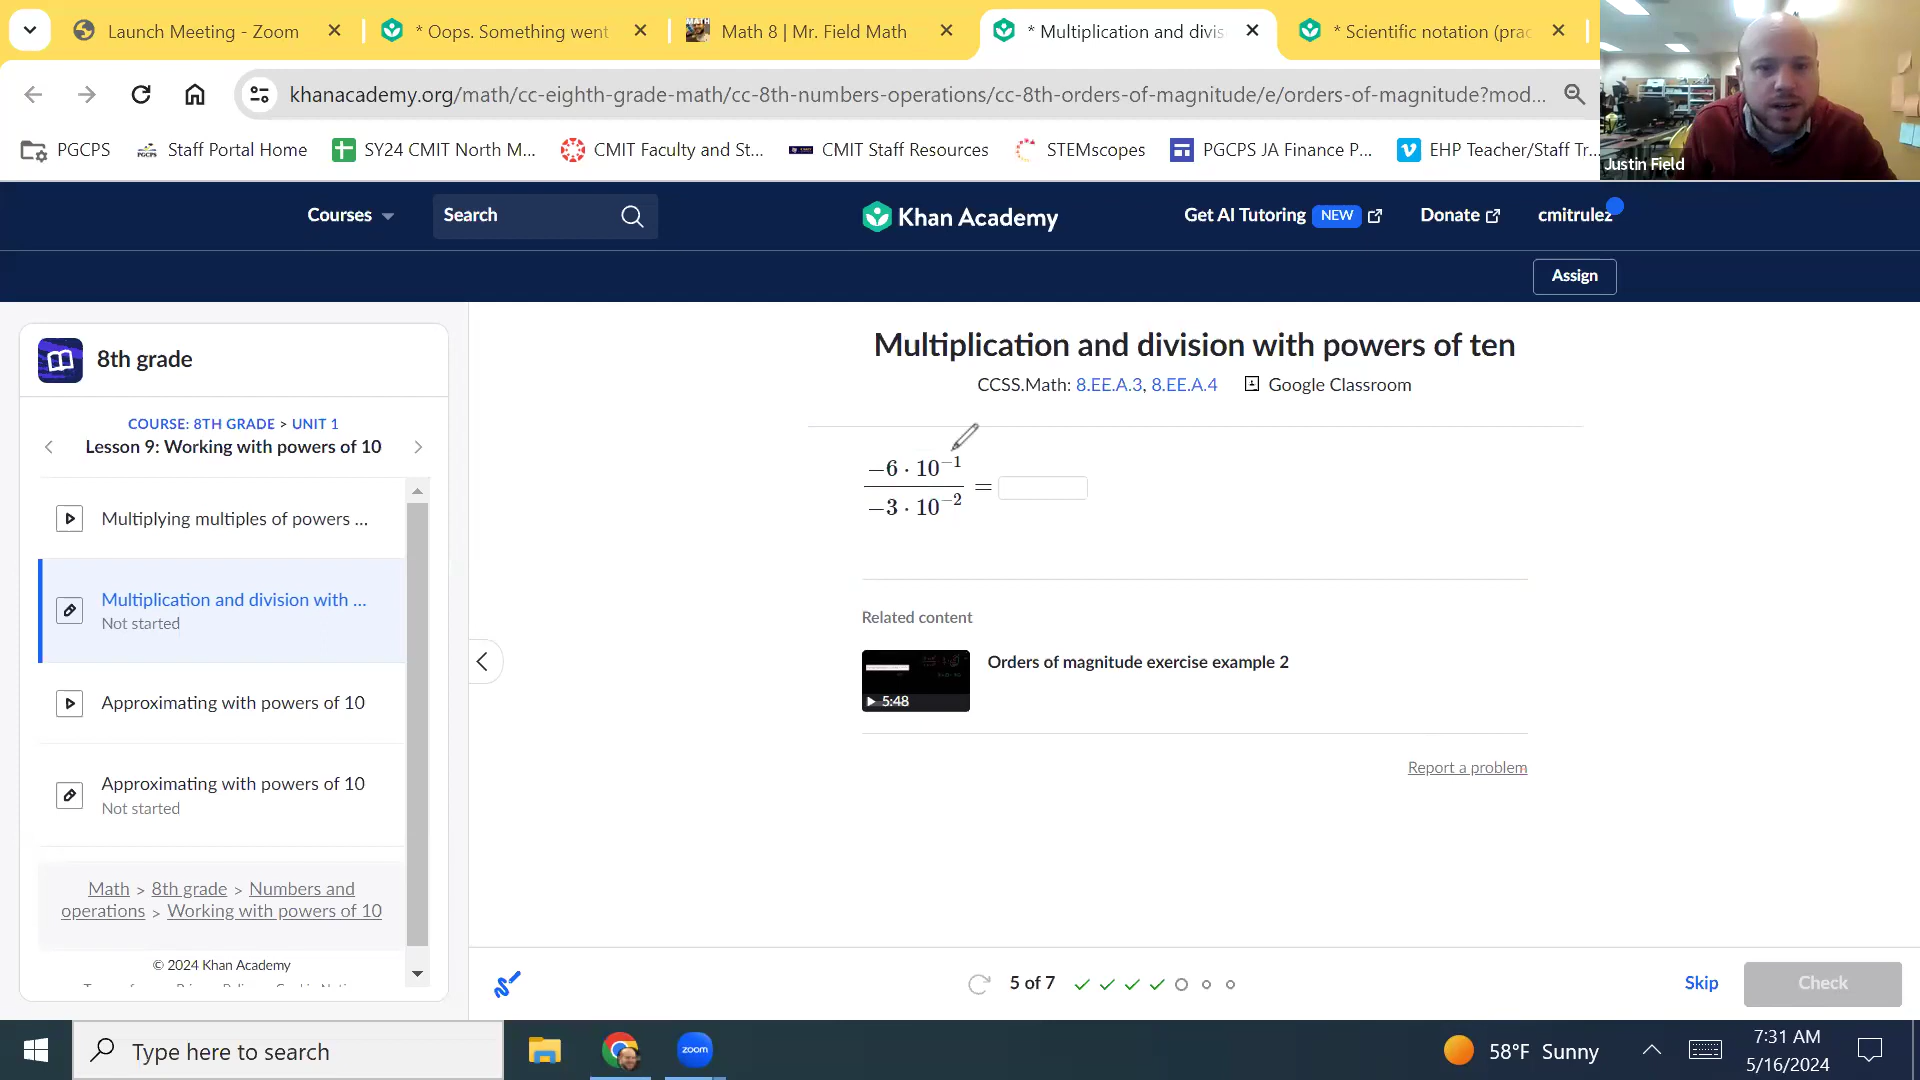 Launch Meeting - Zoom
* Oops. Something went
Math 8 | Mr. Field Math
* Multiplication and divis
* Scientific notation (prac
khanacademy.org/math/cc-eighth-grade-math/cc-8th-numbers-operations/cc-8th-orders-of-magnitude/e/orders-of-magnitude?mod...
PGCPS
Staff Portal Home
SY24 CMIT North M...
CMIT Faculty and St...
CMIT Staff Resources
STEMscopes
PGCPS JA Finance P...
EHP Teacher/Staff Tr...
Justin Field
Courses
Search
Khan Academy
Get AI Tutoring NEW
Donate
cmitrulez
Assign
8th grade
COURSE: 8TH GRADE > UNIT 1
Lesson 9: Working with powers of 10
Multiplying multiples of powers ...
Multiplication and division with ...
Not started
Approximating with powers of 10
Approximating with powers of 10
Not started
Math > 8th grade > Numbers and
operations > Working with powers of 10
© 2024 Khan Academy
Multiplication and division with powers of ten
CCSS.Math: 8.EE.A.3, 8.EE.A.4 Google Classroom
−6 · 10⁻¹
=
−3 · 10⁻²
Related content
5:48
Orders of magnitude exercise example 2
Report a problem
5 of 7
Skip
Check
Type here to search
zoom
58°F Sunny
7:31 AM
5/16/2024